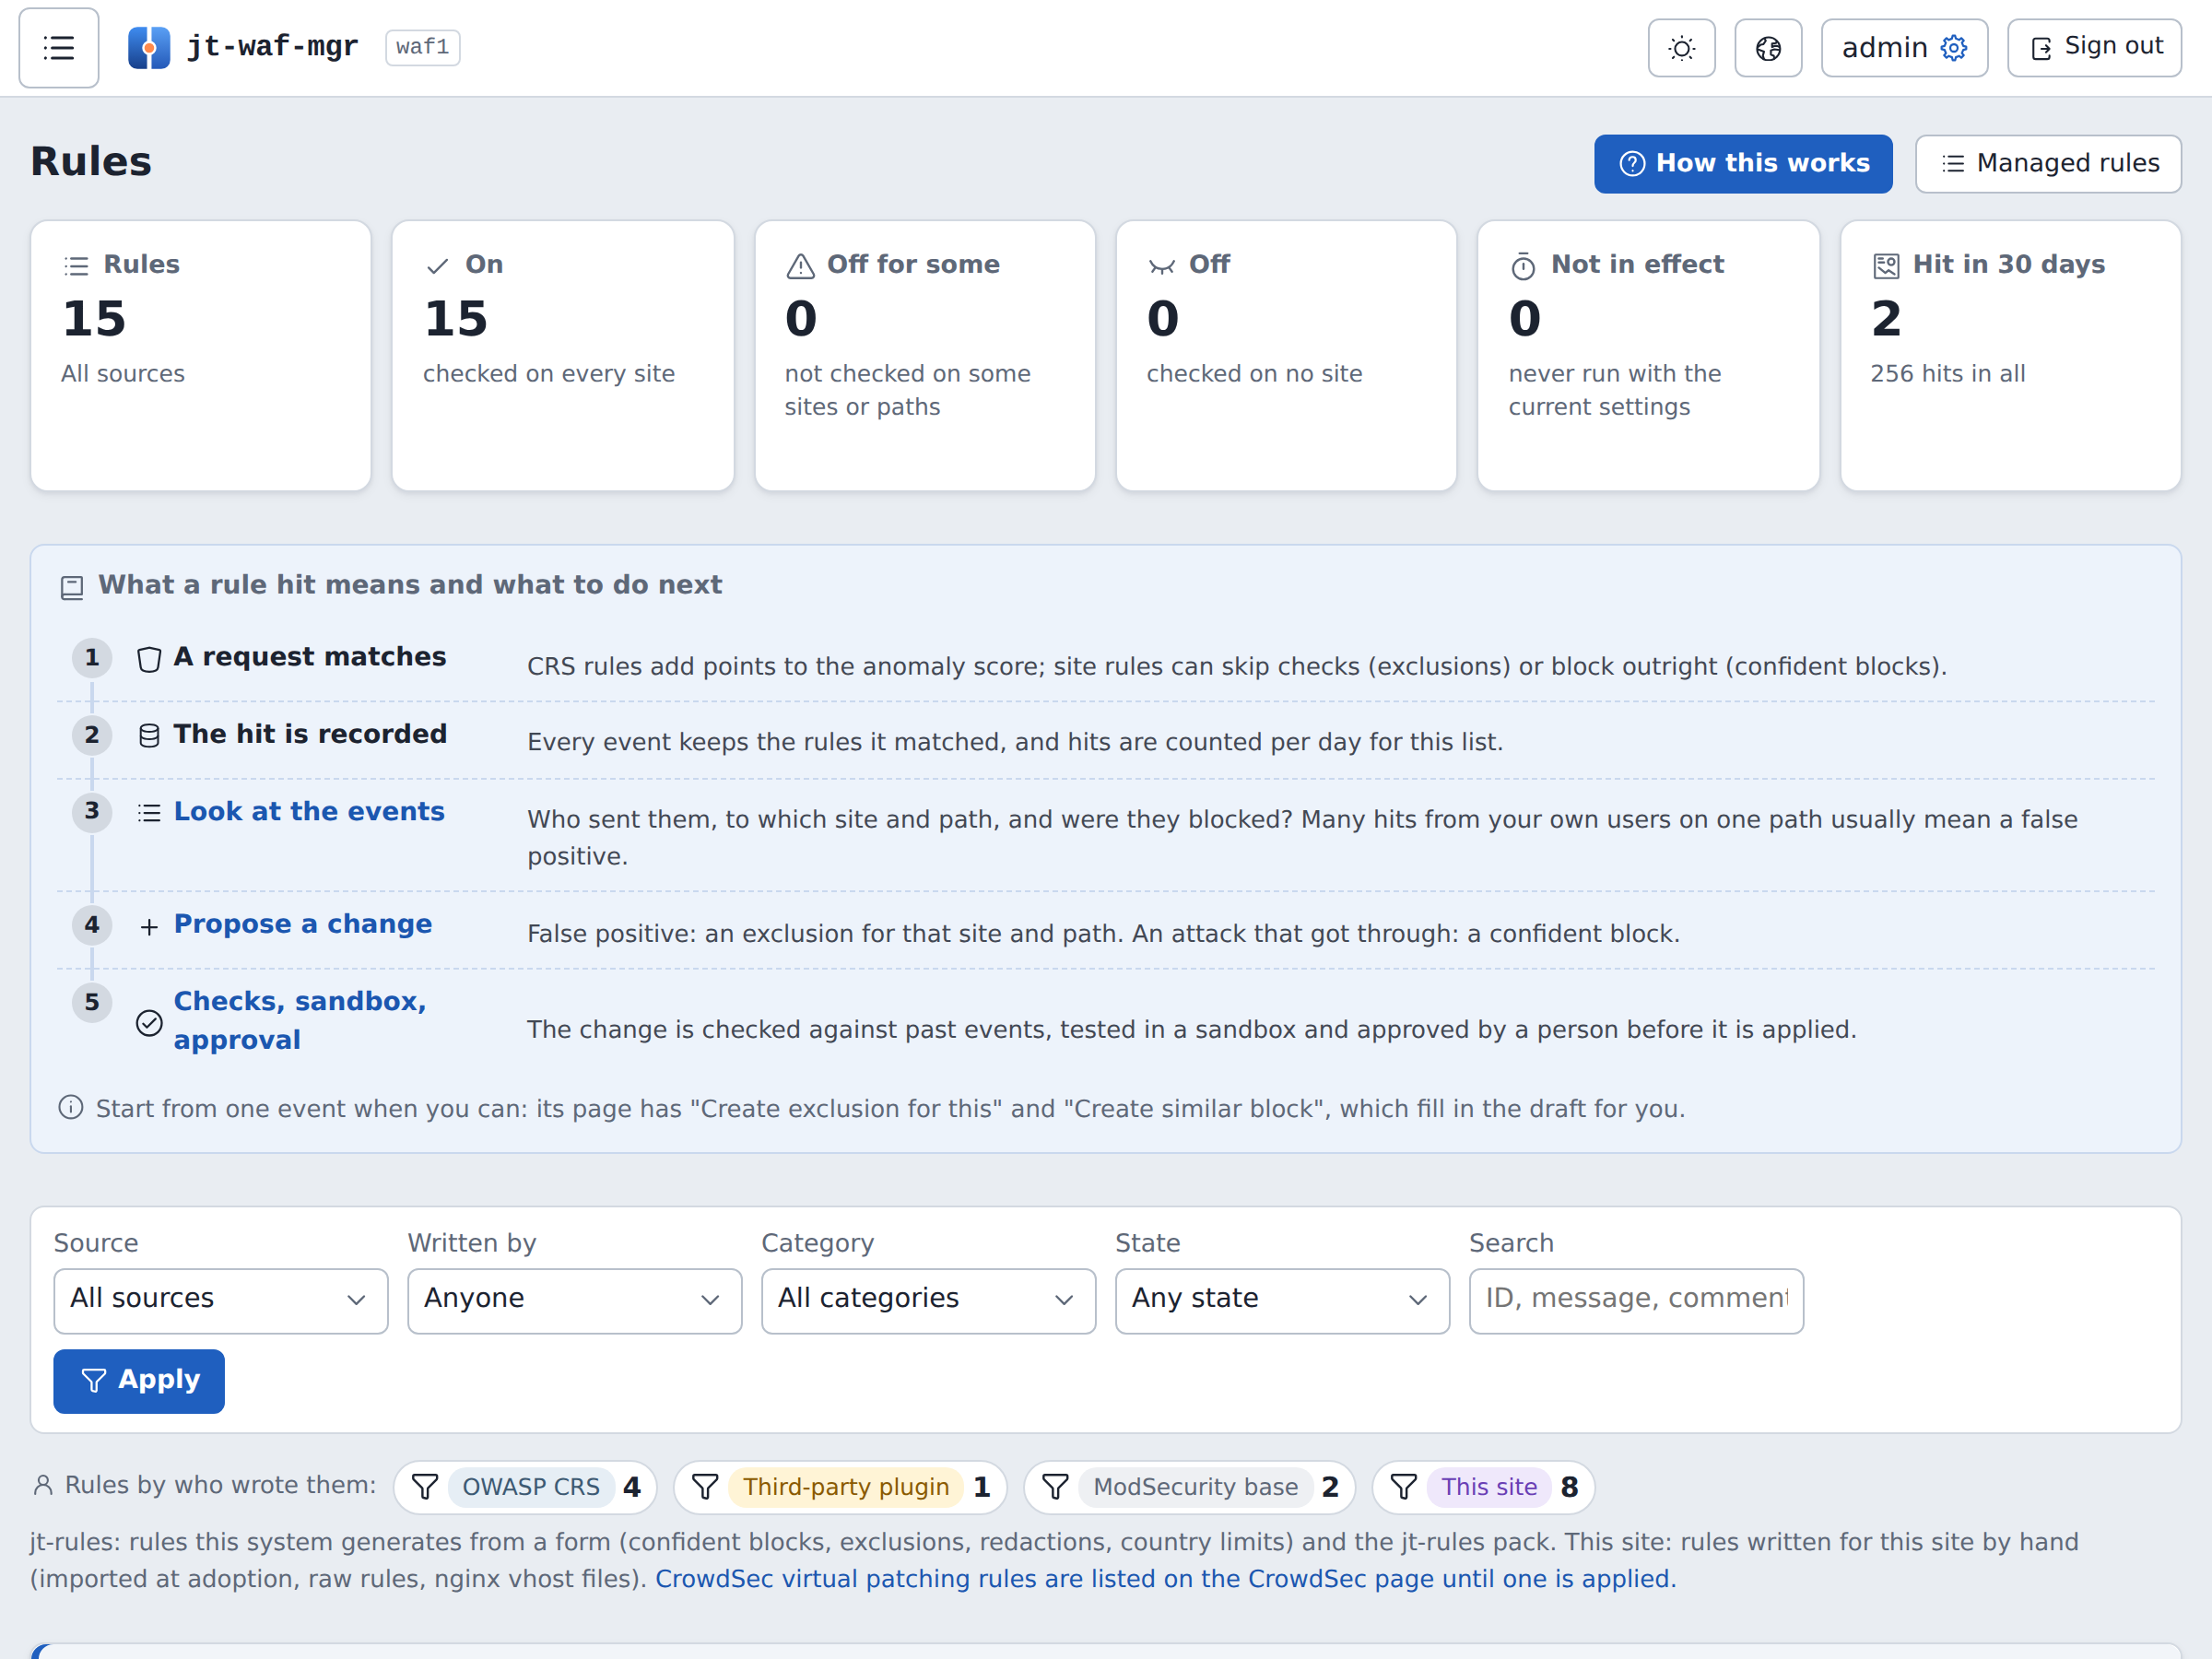 jt-waf-mgr
waf1
admin
Sign out
Rules
How this works
Managed rules
Rules
15
All sources
On
15
checked on every site
Off for some
0
not checked on some
sites or paths
Off
0
checked on no site
Not in effect
0
never run with the
current settings
Hit in 30 days
2
256 hits in all
What a rule hit means and what to do next
1
A request matches
CRS rules add points to the anomaly score; site rules can skip checks (exclusions) or block outright (confident blocks).
2
The hit is recorded
Every event keeps the rules it matched, and hits are counted per day for this list.
3
Look at the events
Who sent them, to which site and path, and were they blocked? Many hits from your own users on one path usually mean a false
positive.
4
Propose a change
False positive: an exclusion for that site and path. An attack that got through: a confident block.
5
Checks, sandbox,
approval
The change is checked against past events, tested in a sandbox and approved by a person before it is applied.
Start from one event when you can: its page has "Create exclusion for this" and "Create similar block", which fill in the draft for you.
Source
Written by
Category
State
Search
All sources
Anyone
All categories
Any state
ID, message, comment
Apply
Rules by who wrote them:
OWASP CRS 4
Third-party plugin 1
ModSecurity base 2
This site 8
jt-rules: rules this system generates from a form (confident blocks, exclusions, redactions, country limits) and the jt-rules pack. This site: rules written for this site by hand
(imported at adoption, raw rules, nginx vhost files). CrowdSec virtual patching rules are listed on the CrowdSec page until one is applied.